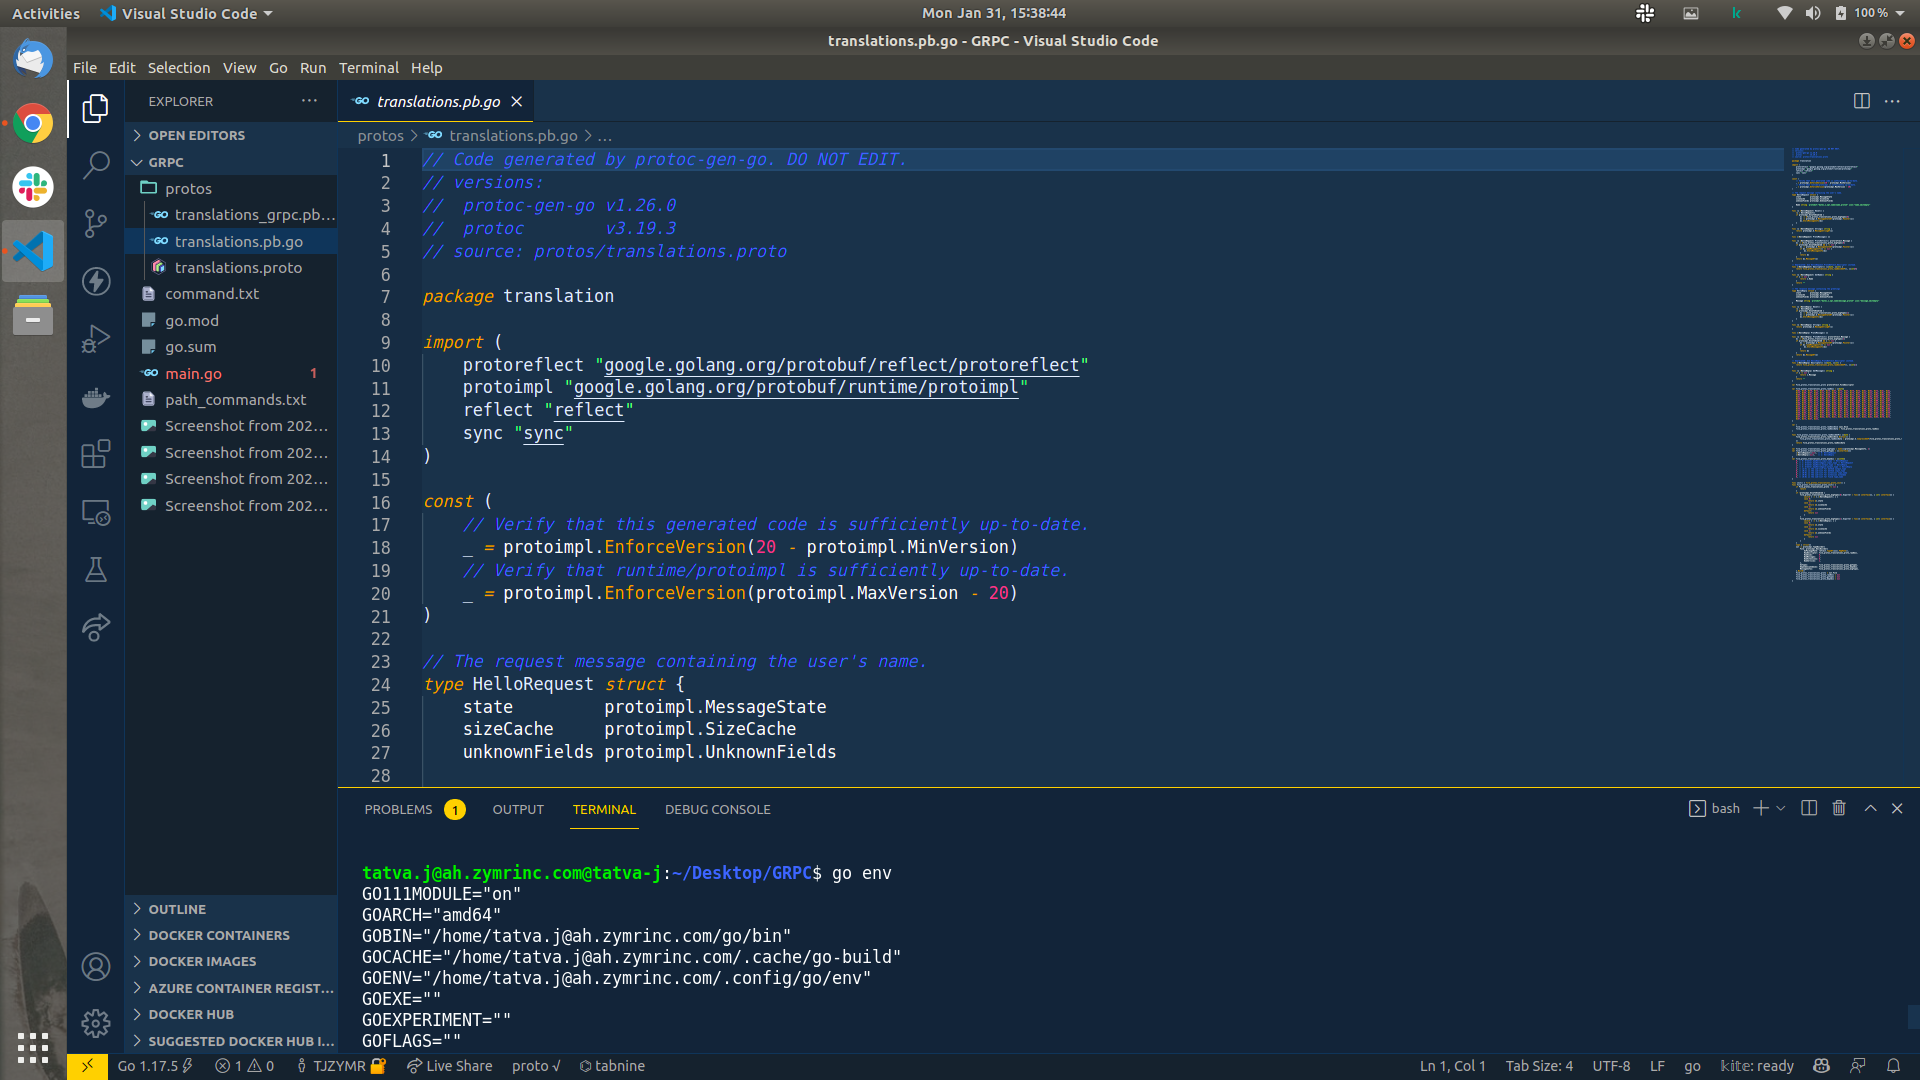 Activities
Visual Studio Code
Mon Jan 31, 15:38:44
100 %
translations.pb.go - GRPC - Visual Studio Code
File Edit Selection View Go Run Terminal Help
EXPLORER
OPEN EDITORS
GRPC
protos
translations_grpc.pb...
translations.pb.go
translations.proto
command.txt
go.mod
go.sum
main.go 1
path_commands.txt
Screenshot from 202...
Screenshot from 202...
Screenshot from 202...
Screenshot from 202...
OUTLINE
DOCKER CONTAINERS
DOCKER IMAGES
AZURE CONTAINER REGIST...
DOCKER HUB
SUGGESTED DOCKER HUB I...
translations.pb.go
protos > translations.pb.go > ...
1 // Code generated by protoc-gen-go. DO NOT EDIT.
2 // versions:
3 //  protoc-gen-go v1.26.0
4 //  protoc        v3.19.3
5 // source: protos/translations.proto
6
7 package translation
8
9 import (
10     protoreflect "google.golang.org/protobuf/reflect/protoreflect"
11     protoimpl "google.golang.org/protobuf/runtime/protoimpl"
12     reflect "reflect"
13     sync "sync"
14 )
15
16 const (
17     // Verify that this generated code is sufficiently up-to-date.
18     _ = protoimpl.EnforceVersion(20 - protoimpl.MinVersion)
19     // Verify that runtime/protoimpl is sufficiently up-to-date.
20     _ = protoimpl.EnforceVersion(protoimpl.MaxVersion - 20)
21 )
22
23 // The request message containing the user's name.
24 type HelloRequest struct {
25     state         protoimpl.MessageState
26     sizeCache     protoimpl.SizeCache
27     unknownFields protoimpl.UnknownFields
28
PROBLEMS 1 OUTPUT TERMINAL DEBUG CONSOLE
bash
tatva.j@ah.zymrinc.com@tatva-j:~/Desktop/GRPC$ go env
GO111MODULE="on"
GOARCH="amd64"
GOBIN="/home/tatva.j@ah.zymrinc.com/go/bin"
GOCACHE="/home/tatva.j@ah.zymrinc.com/.cache/go-build"
GOENV="/home/tatva.j@ah.zymrinc.com/.config/go/env"
GOEXE=""
GOEXPERIMENT=""
GOFLAGS=""
Go 1.17.5 1 0 TJZYMR Live Share proto √ tabnine
Ln 1, Col 1 Tab Size: 4 UTF-8 LF go kite: ready